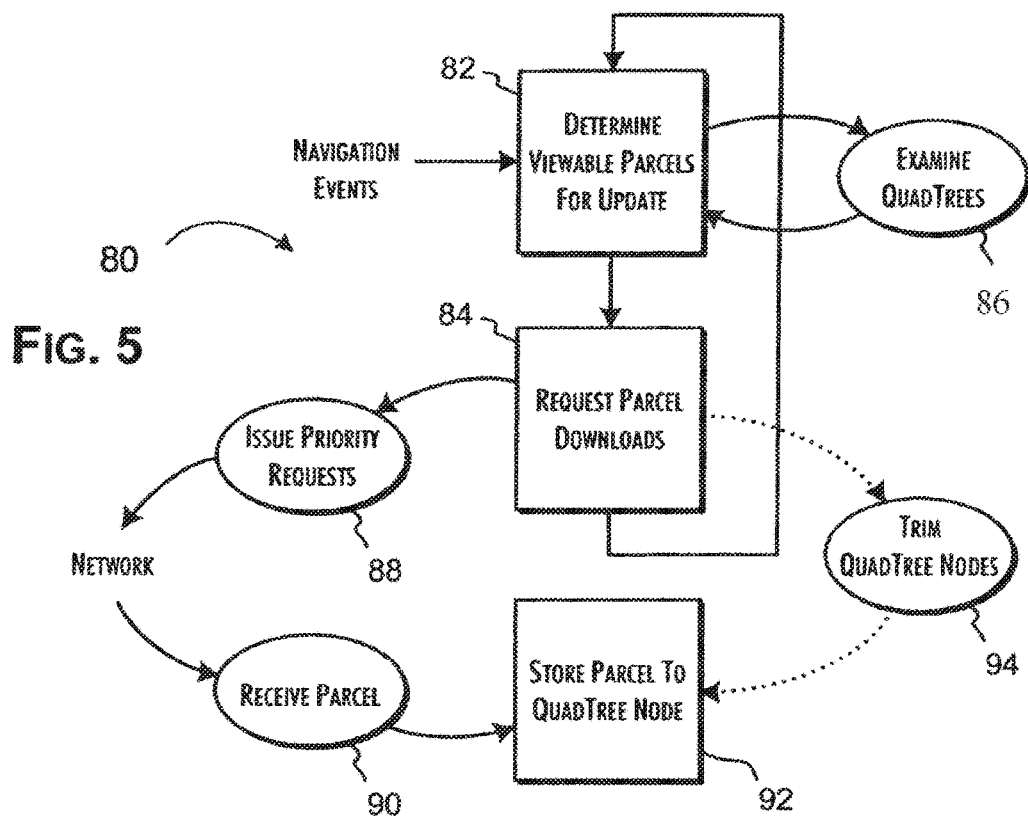 82
DETERMINE
VIEWABLE PARCELS
FOR UPDATE
NAVIGATION
EVENTS
EXAMINE
QUADTREES
86
80
FIG. 5
84
REQUEST PARCEL
DOWNLOADS
ISSUE PRIORITY
REQUESTS
88
NETWORK
TRIM
QUADTREE NODES
94
RECEIVE PARCEL
90
STORE PARCEL TO
QUADTREE NODE
92